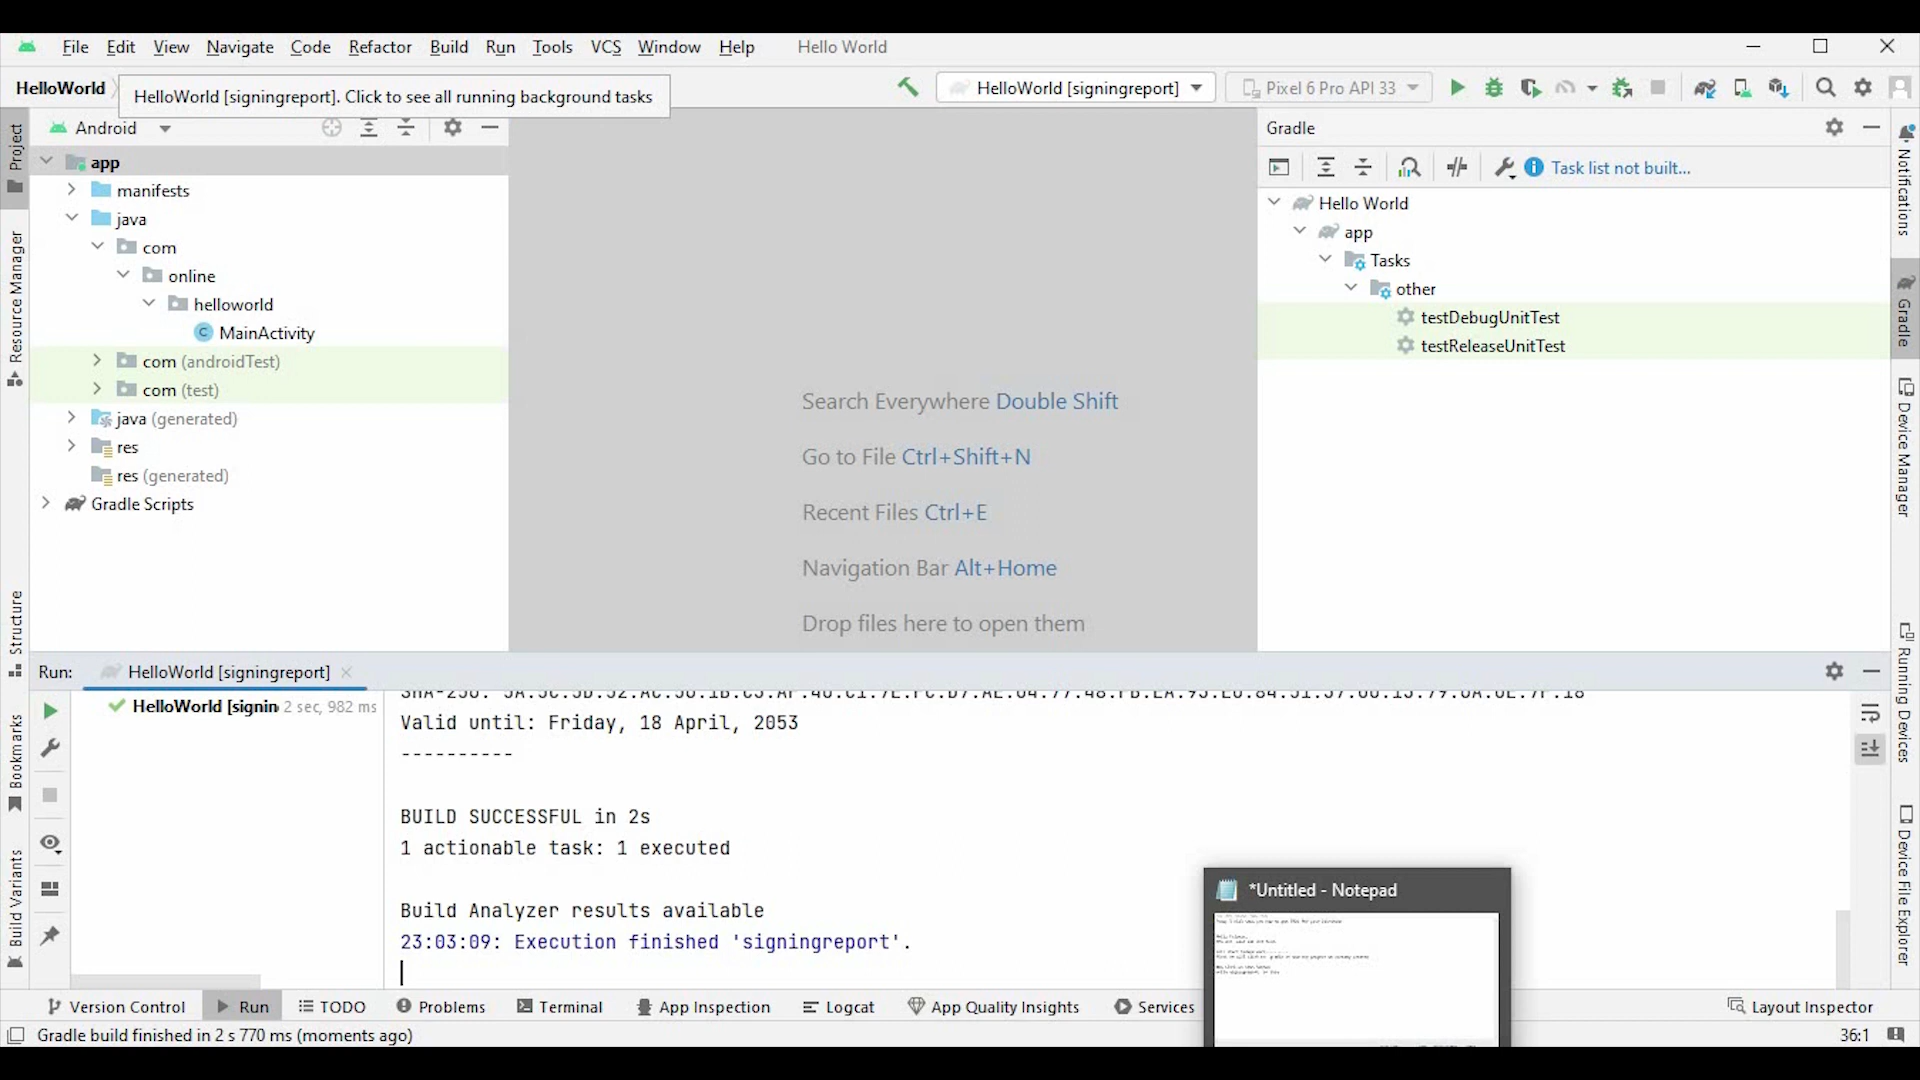 File Edit View Navigate Code Refactor Build Run Tools VCS Window Help Hello World
HelloWorld
HelloWorld [signingreport]. Click to see all running background tasks
HelloWorld [signingreport]
Pixel 6 Pro API 33
Project
Resource Manager
Structure
Bookmarks
Build Variants
Android
app
manifests
java
com
online
helloworld
MainActivity
com (androidTest)
com (test)
java (generated)
res
res (generated)
Gradle Scripts
Search Everywhere Double Shift
Go to File Ctrl+Shift+N
Recent Files Ctrl+E
Navigation Bar Alt+Home
Drop files here to open them
Gradle
Task list not built...
Hello World
app
Tasks
other
testDebugUnitTest
testReleaseUnitTest
Notifications
Gradle
Device Manager
Running Devices
Device File Explorer
Run: HelloWorld [signingreport]
HelloWorld [signin 2 sec, 982 ms
Valid until: Friday, 18 April, 2053
----------
BUILD SUCCESSFUL in 2s
1 actionable task: 1 executed
Build Analyzer results available
23:03:09: Execution finished 'signingreport'.
*Untitled - Notepad
Version Control Run TODO Problems Terminal App Inspection Logcat App Quality Insights Services Layout Inspector
Gradle build finished in 2 s 770 ms (moments ago) 36:1